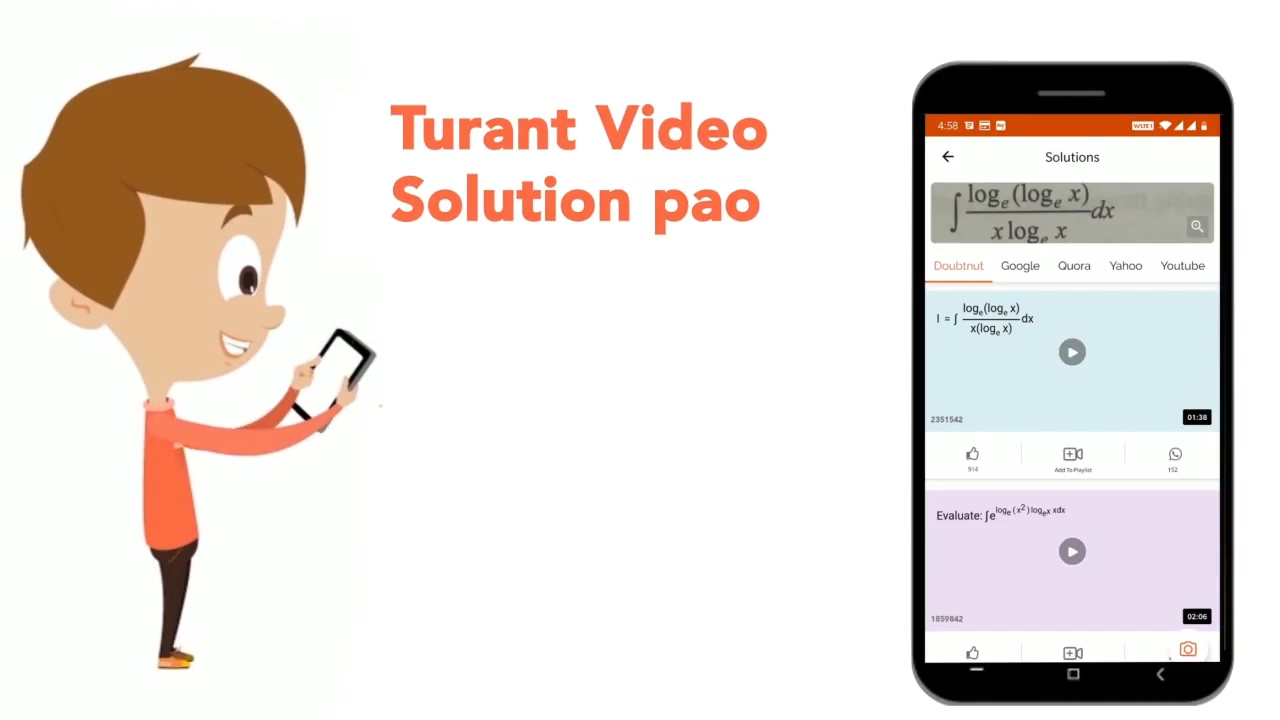 Turant Video
Solution pao
4:58
VoLTE1
Solutions
∫ logₑ(logₑ x) / x logₑ x dx
Doubtnut Google Quora Yahoo Youtube
I = ∫ logₑ(logₑ x) / x(logₑ x) dx
2351542 01:38
914 Add To Playlist 152
Evaluate: ∫e^logₑ(x²)logₑx xdx
1859842 02:06